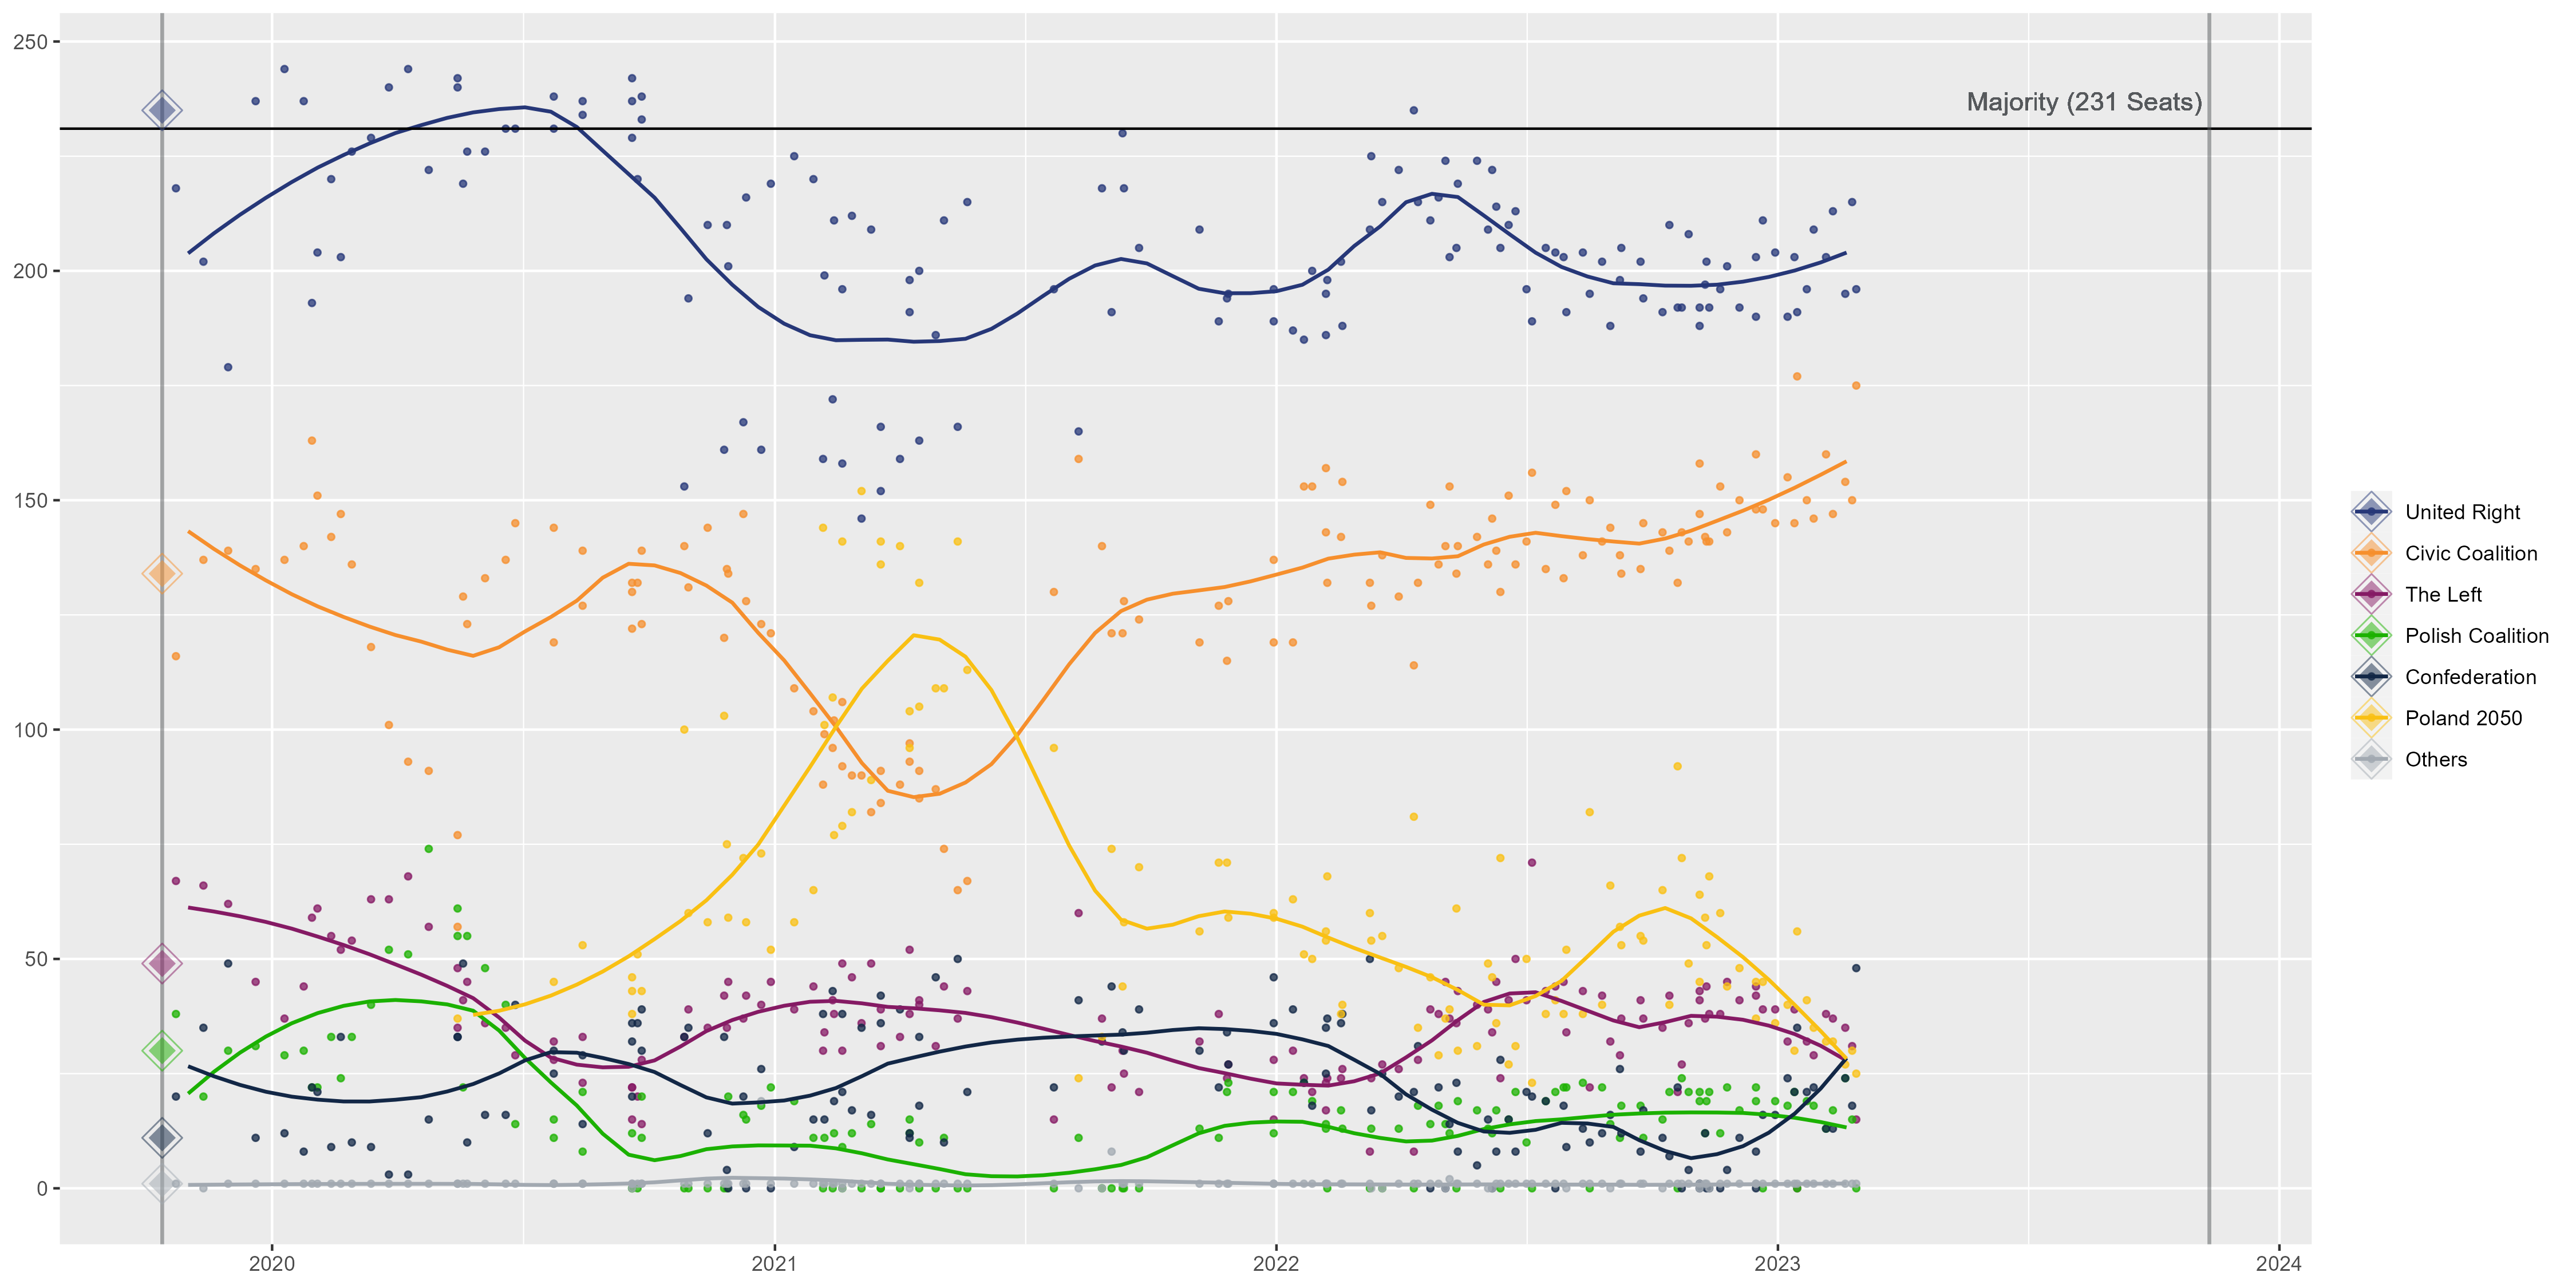 250
200
150
100
50
0
Majority (231 Seats)
2020
2021
2022
2023
2024
United Right
Civic Coalition
The Left
Polish Coalition
Confederation
Poland 2050
Others